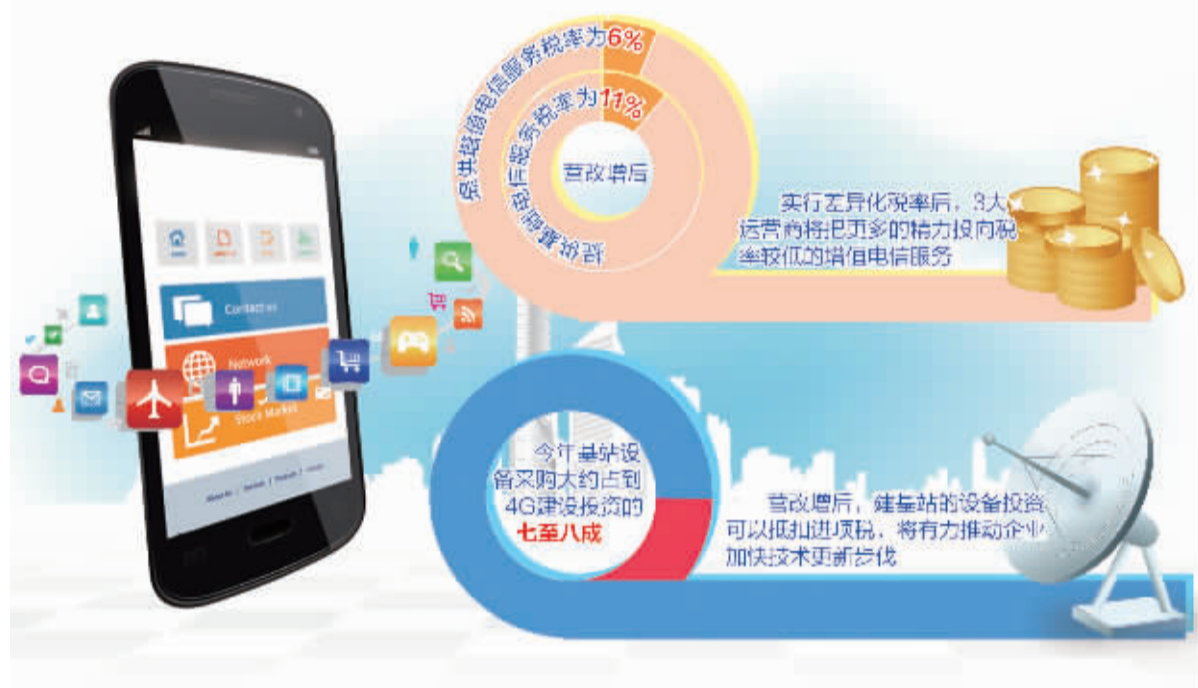 提供增值电信服务税率为6%
提供基础电信服务税率为11%
营改增后
实行差异化税率后，3大
运营商将把更多的精力投向税
率较低的增值电信服务
Contact us
Network
Stock Market
今年基站设
备采购大约占到
4G建设投资的
七至八成
营改增后，建基站的设备投资
可以抵扣进项税，将有力推动企业
加快技术更新步伐